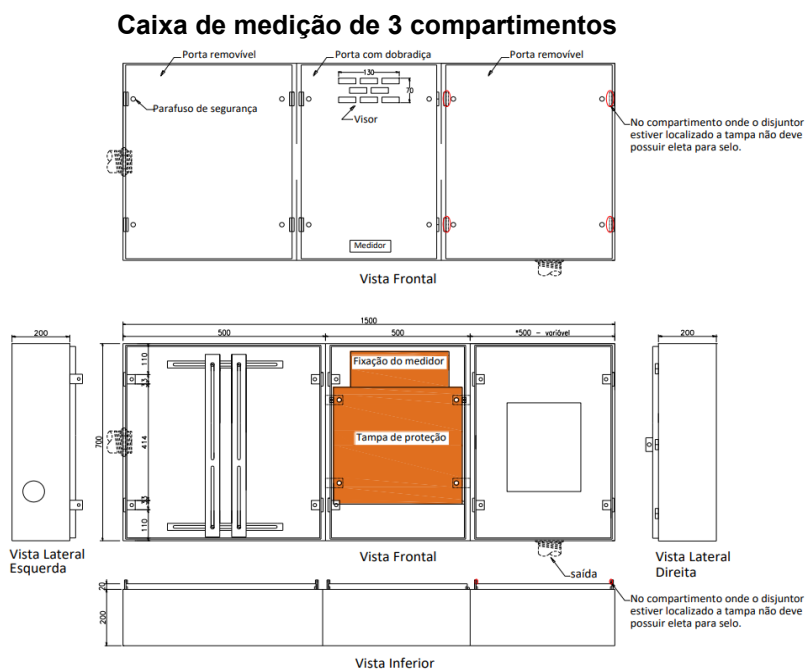 Caixa de medição de 3 compartimentos
Porta removível
Porta com dobradiça
Porta removível
130
70
Parafuso de segurança
Visor
No compartimento onde o disjuntor
estiver localizado a tampa não deve
possuir eleta para selo.
Medidor
Vista Frontal
1500
200
500
500
*500 - variável
200
110
33
414
33
110
700
Fixação do medidor
Tampa de proteção
Vista Lateral
Esquerda
Vista Frontal
saída
Vista Lateral
Direita
20
200
No compartimento onde o disjuntor
estiver localizado a tampa não deve
possuir eleta para selo.
Vista Inferior